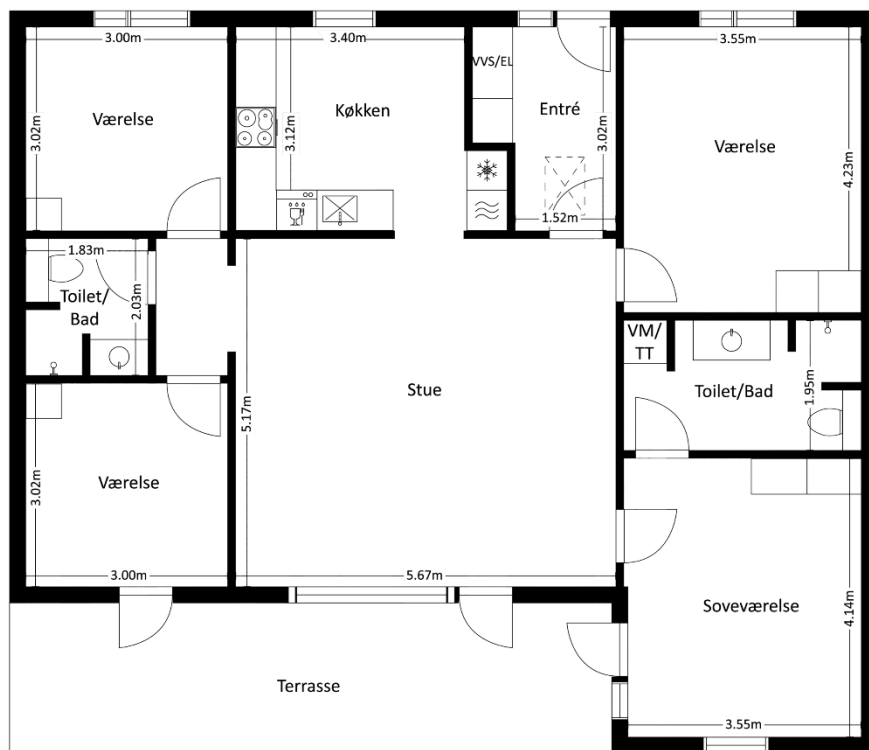 3.00m
3.40m
3.55m
VVS/EL
Værelse
3.02m
Køkken
3.12m
Entré
3.02m
Værelse
4.23m
1.52m
1.83m
Toilet/
Bad
2.03m
VM/
TT
Toilet/Bad
1.95m
Stue
5.17m
Værelse
3.02m
3.00m
5.67m
Soveværelse
4.14m
Terrasse
3.55m